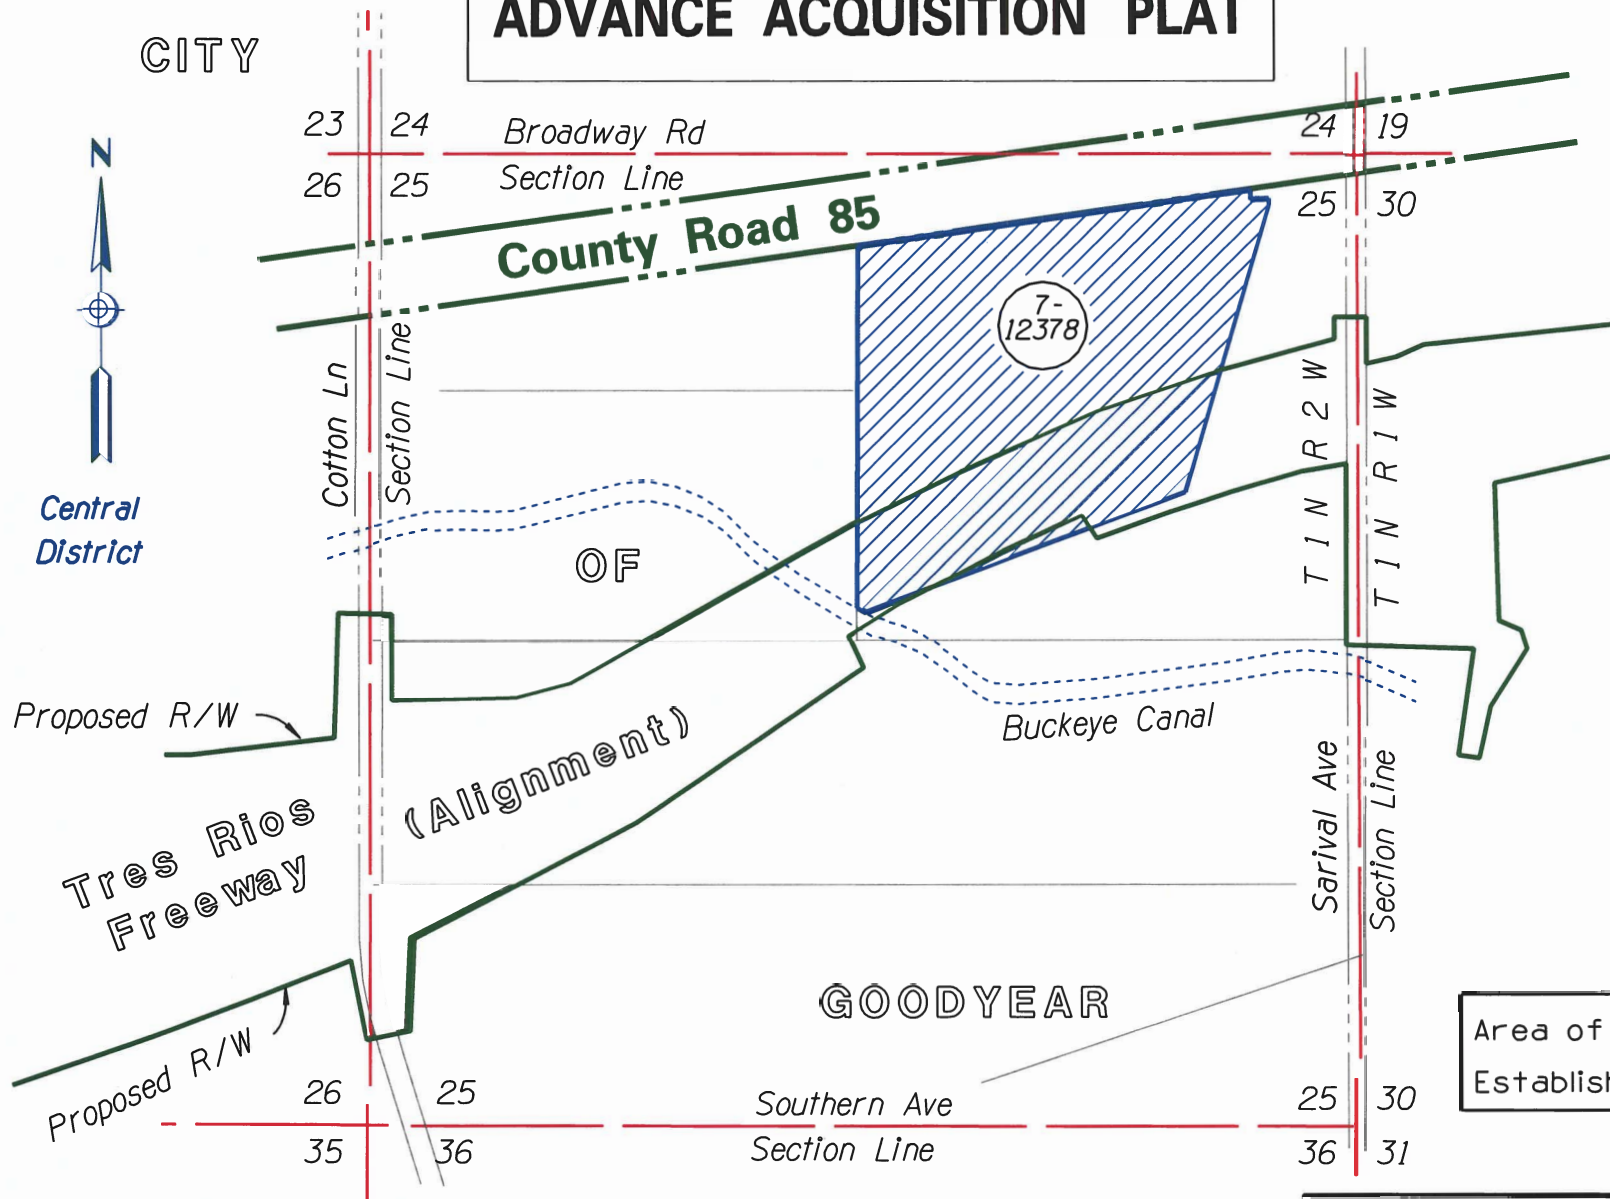 ADVANCE ACQUISITION PLAT
CITY
23 24
Broadway Rd
24 19
N
26 25
Section Line
25 30
County Road 85
7-
12378
Cotton Ln
Section Line
T 1 N R 2 W
T 1 N R 1 W
Central
District
OF
Proposed R/W
Buckeye Canal
(Alignment)
Tres Rios
Freeway
Sarival Ave
Section Line
GOODYEAR
Area of
Establish
Proposed R/W
26 25
Southern Ave
25 30
35 36
Section Line
36 31